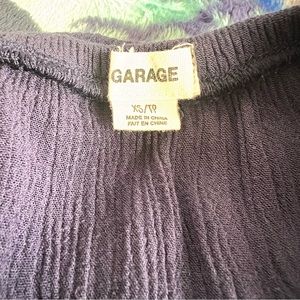 GARAGE
XS/TP
MADE IN CHINA
FAIT EN CHINE